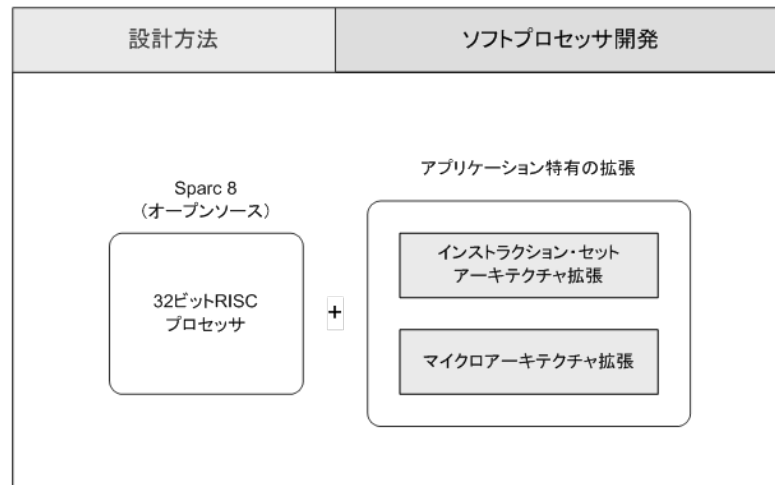 設計方法
ソフトプロセッサ開発
Sparc 8
（オープンソース）
32ビットRISC
プロセッサ
+
アプリケーション特有の拡張
インストラクション・セット
アーキテクチャ拡張
マイクロアーキテクチャ拡張